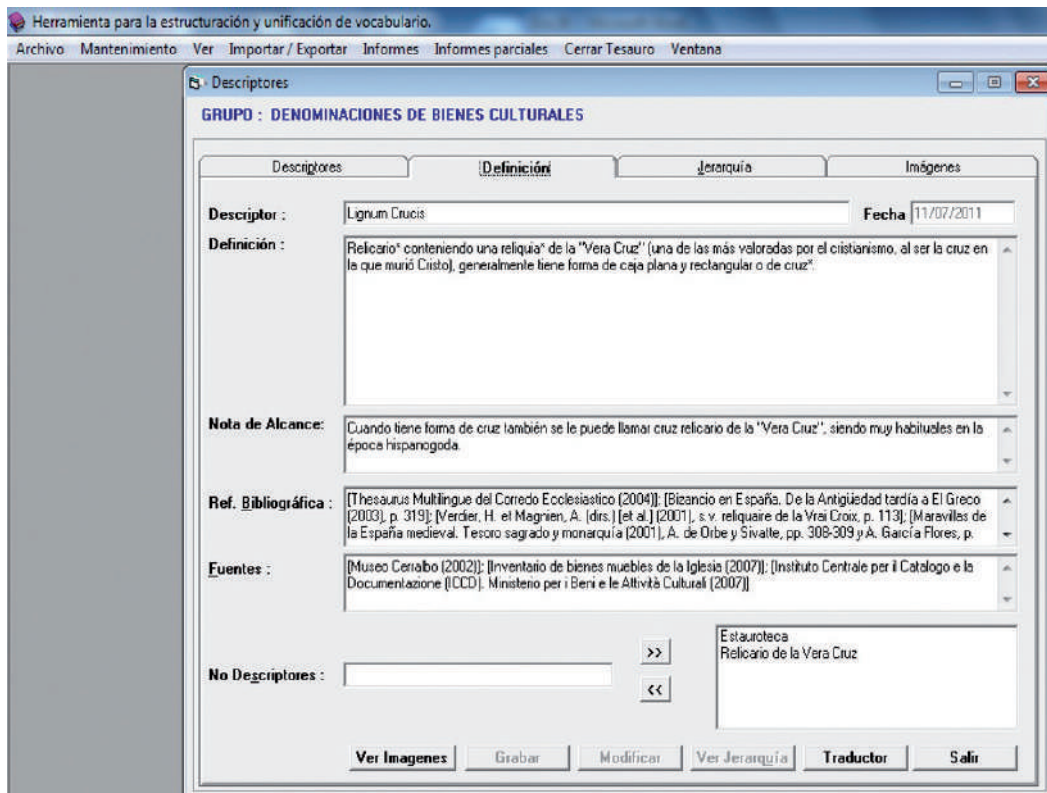 Herramienta para la estructuración y unificación de vocabulario.
Archivo Mantenimiento Ver Importar / Exportar Informes Informes parciales Cerrar Tesauro Ventana
Descriptores
GRUPO : DENOMINACIONES DE BIENES CULTURALES
Descriptores Definición Jerarquía Imágenes
Descriptor : Lignum Crucis Fecha 11/07/2011
Definición : Relicario* conteniendo una reliquia* de la "Vera Cruz" (una de las más valoradas por el cristianismo, al ser la cruz en
la que murió Cristo), generalmente tiene forma de caja plana y rectangular o de cruz*.
Nota de Alcance: Cuando tiene forma de cruz también se le puede llamar cruz relicario de la "Vera Cruz", siendo muy habituales en la
época hispanogoda.
Ref. Bibliográfica : [Thesaurus Multilingue del Corredo Ecclesiastico (2004)]; [Bizancio en España. De la Antigüedad tardía a El Greco
(2003), p. 319]; [Verdier, H. et Magnien, A. (dirs.) [et al.] (2001), s.v. reliquaire de la Vrai Croix, p. 113]; [Maravillas de
la España medieval. Tesoro sagrado y monarquía (2001), A. de Orbe y Sivatte, pp. 308-309 y A. García Flores, p.
Fuentes : [Museo Cerralbo (2002)]; [Inventario de bienes muebles de la Iglesia (2007)]; [Instituto Centrale per il Catalogo e la
Documentazione (ICCD). Ministerio per i Beni e le Attività Culturali (2007)]
Estauroteca
Relicario de la Vera Cruz
>>
No Descriptores :
<<
Ver Imagenes Grabar Modificar Ver Jerarquía Traductor Salir